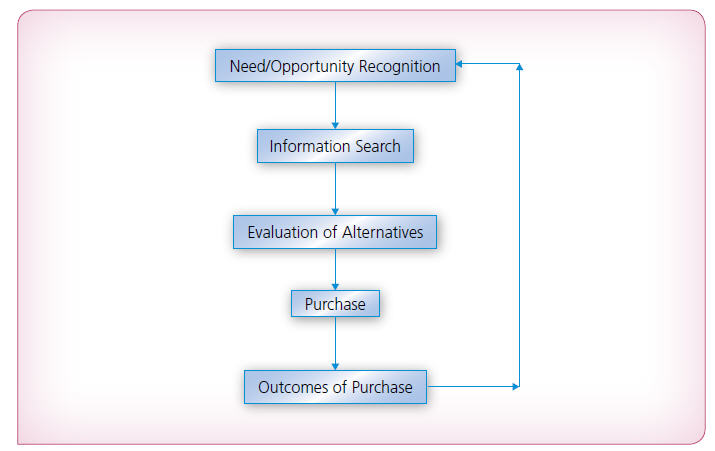 Need/Opportunity Recognition
Information Search
Evaluation of Alternatives
Purchase
Outcomes of Purchase